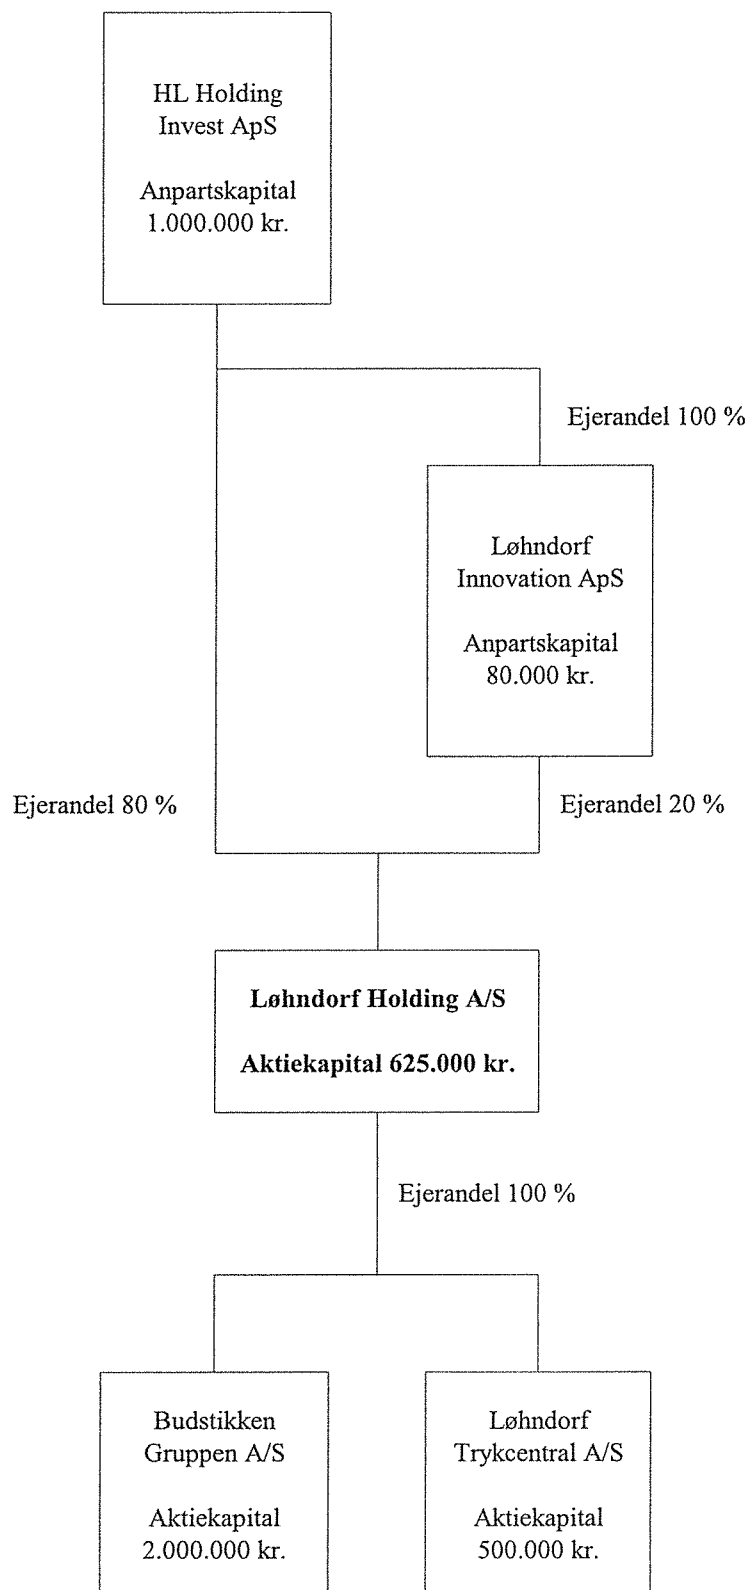 HL Holding
Invest ApS
Anpartskapital
1.000.000 kr.
Ejerandel 100 %
Løhndorf
Innovation ApS
Anpartskapital
80.000 kr.
Ejerandel 80 %
Ejerandel 20 %
Løhndorf Holding A/S
Aktiekapital 625.000 kr.
Ejerandel 100 %
Budstikken
Gruppen A/S
Aktiekapital
2.000.000 kr.
Løhndorf
Trykcentral A/S
Aktiekapital
500.000 kr.